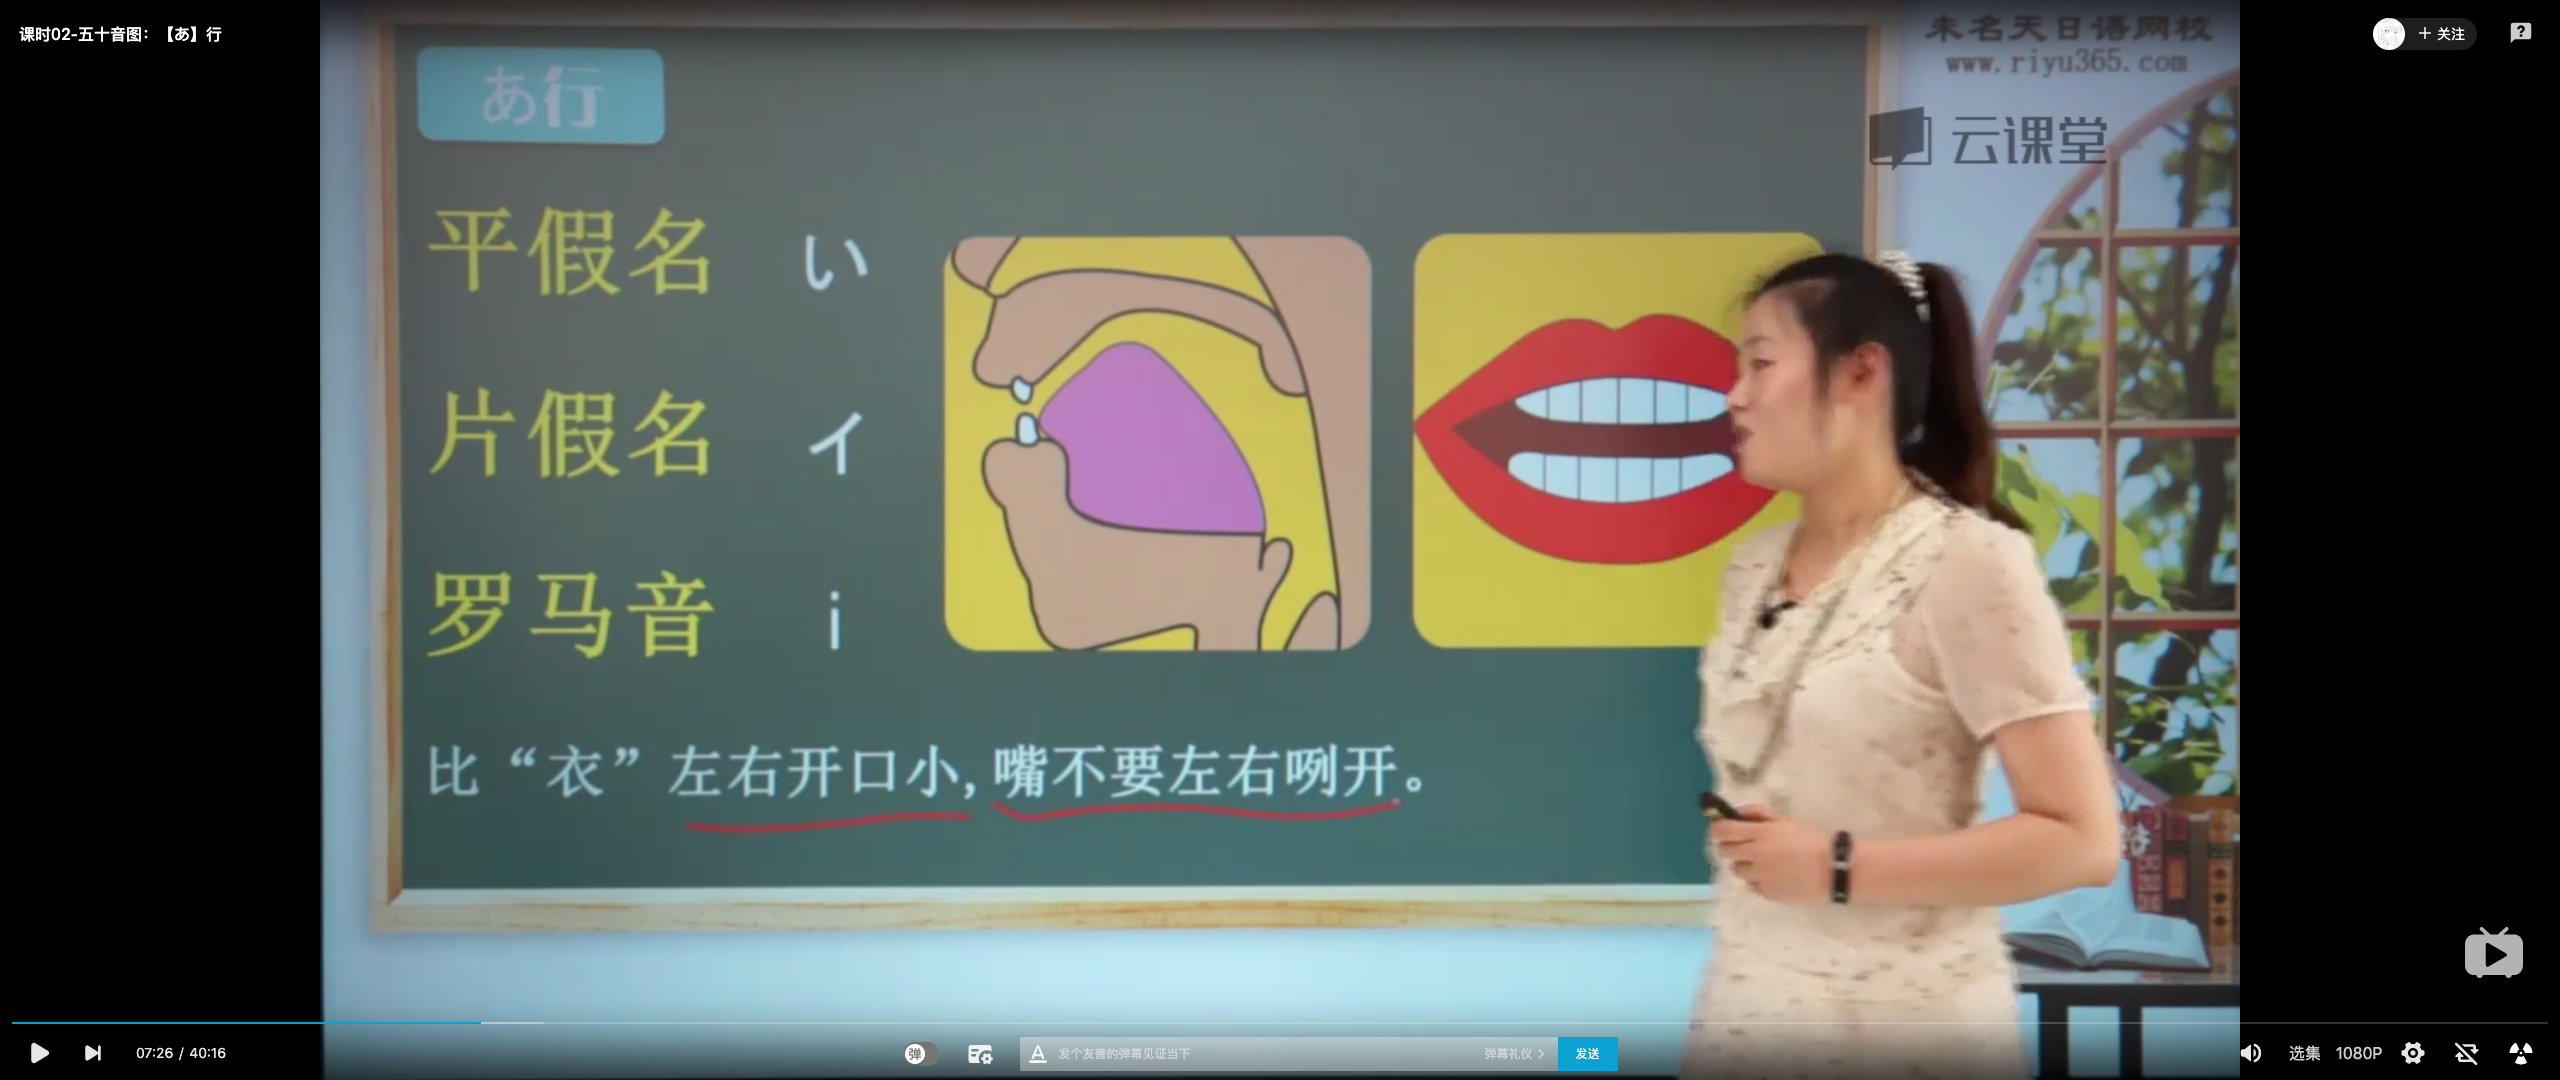 课时02-五十音图：【あ】行
+ 关注
未名天日语网校
www.riyu365.com
云课堂
あ行
平假名 い
片假名 イ
罗马音 i
比“衣”左右开口小，嘴不要左右咧开。
07:26 / 40:16
弹
发个友善的弹幕见证当下
弹幕礼仪 >
发送
选集
1080P